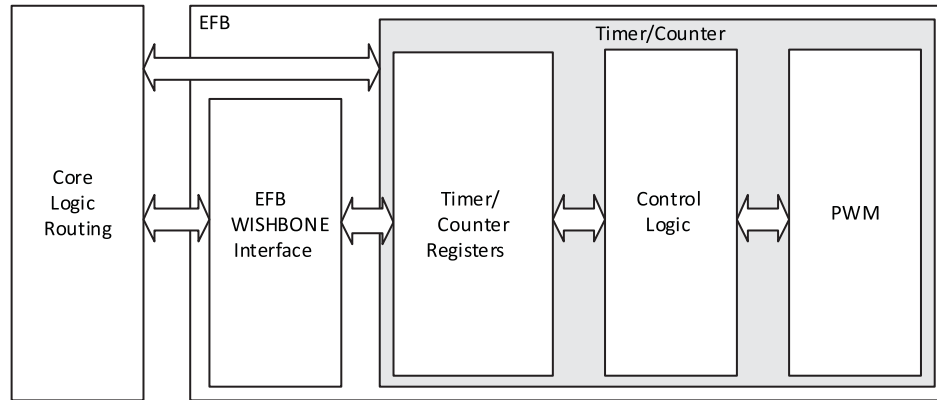 EFB
Timer/Counter
Core
Logic
Routing
EFB
WISHBONE
Interface
Timer/
Counter
Registers
Control
Logic
PWM